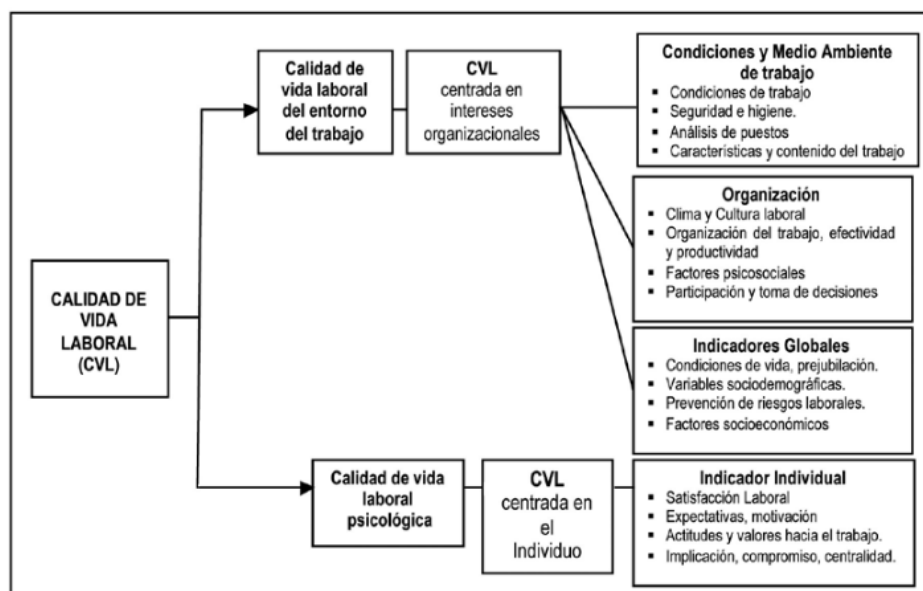 CALIDAD DE
VIDA
LABORAL
(CVL)
Calidad de
vida laboral
del entorno
del trabajo
CVL
centrada en
intereses
organizacionales
Condiciones y Medio Ambiente
de trabajo
▪ Condiciones de trabajo
▪ Seguridad e higiene.
▪ Análisis de puestos
▪ Características y contenido del trabajo
Organización
▪ Clima y Cultura laboral
▪ Organización del trabajo, efectividad
y productividad
▪ Factores psicosociales
▪ Participación y toma de decisiones
Indicadores Globales
▪ Condiciones de vida, prejubilación.
▪ Variables sociodemográficas.
▪ Prevención de riesgos laborales.
▪ Factores socioeconómicos
Calidad de vida
laboral
psicológica
CVL
centrada en
el
Individuo
Indicador Individual
▪ Satisfacción Laboral
▪ Expectativas, motivación
▪ Actitudes y valores hacia el trabajo.
▪ Implicación, compromiso, centralidad.